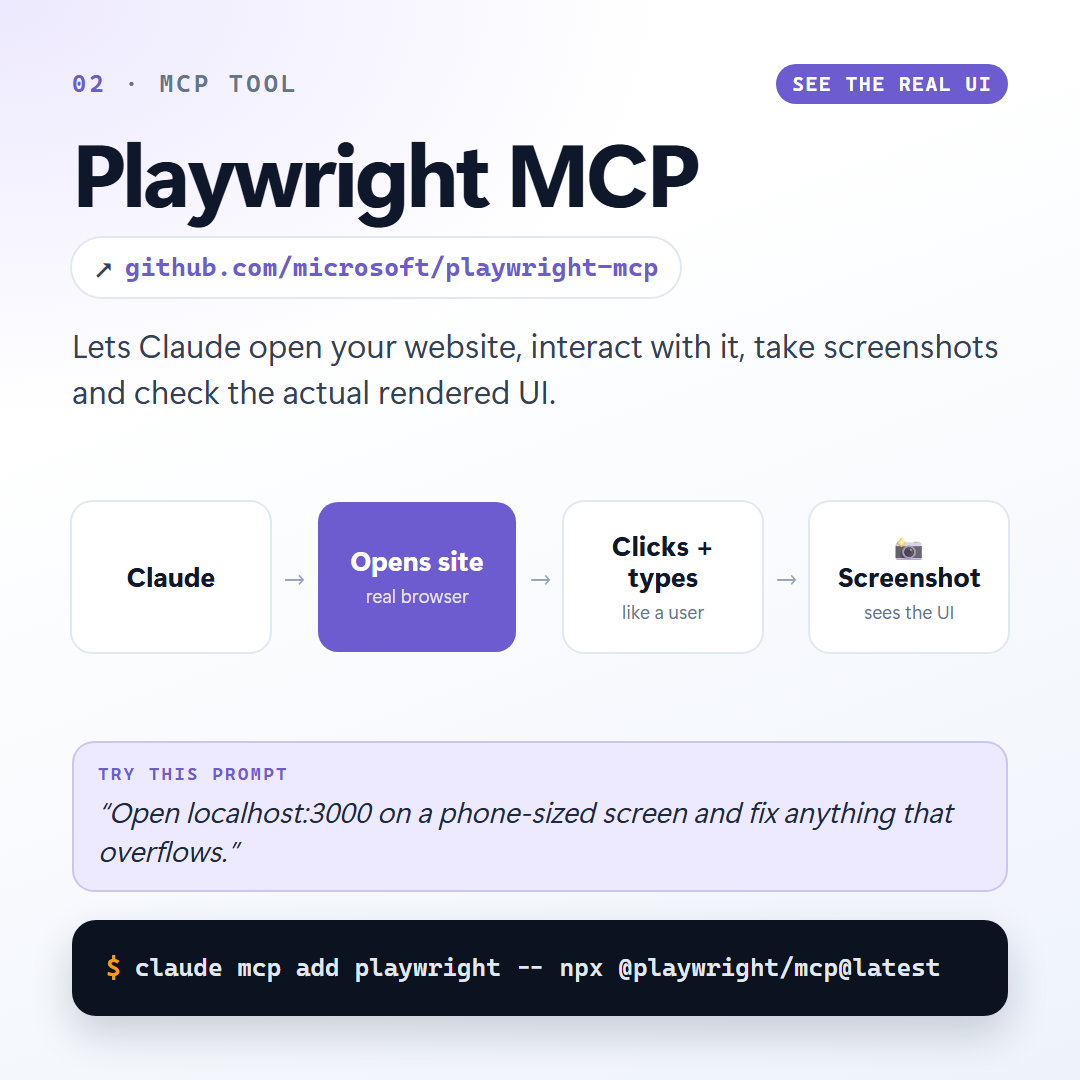 02 · MCP TOOL
SEE THE REAL UI
Playwright MCP
↗ github.com/microsoft/playwright-mcp
Lets Claude open your website, interact with it, take screenshots
and check the actual rendered UI.
Claude
→
Opens site
real browser
→
Clicks +
types
like a user
→
📸
Screenshot
sees the UI
TRY THIS PROMPT
“Open localhost:3000 on a phone-sized screen and fix anything that
overflows.”
$ claude mcp add playwright -- npx @playwright/mcp@latest